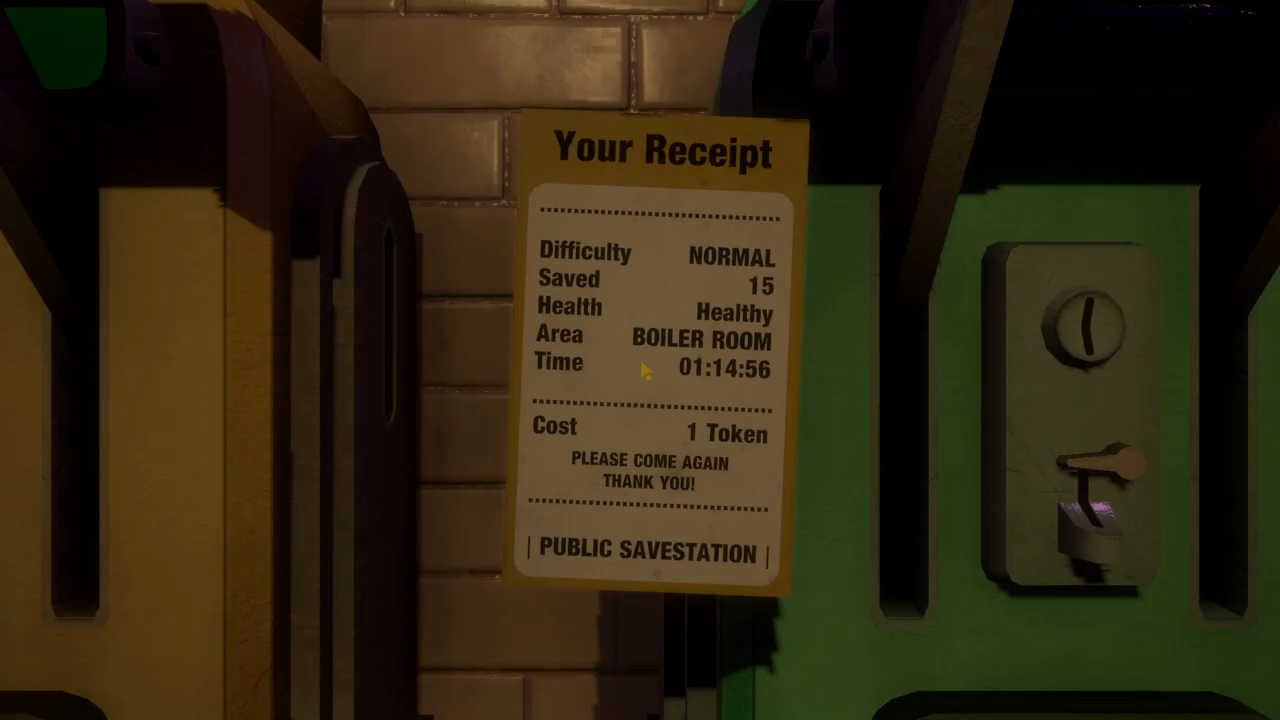 Your Receipt
Difficulty NORMAL
Saved 15
Health Healthy
Area BOILER ROOM
Time 01:14:56
Cost 1 Token
PLEASE COME AGAIN
THANK YOU!
| PUBLIC SAVESTATION |